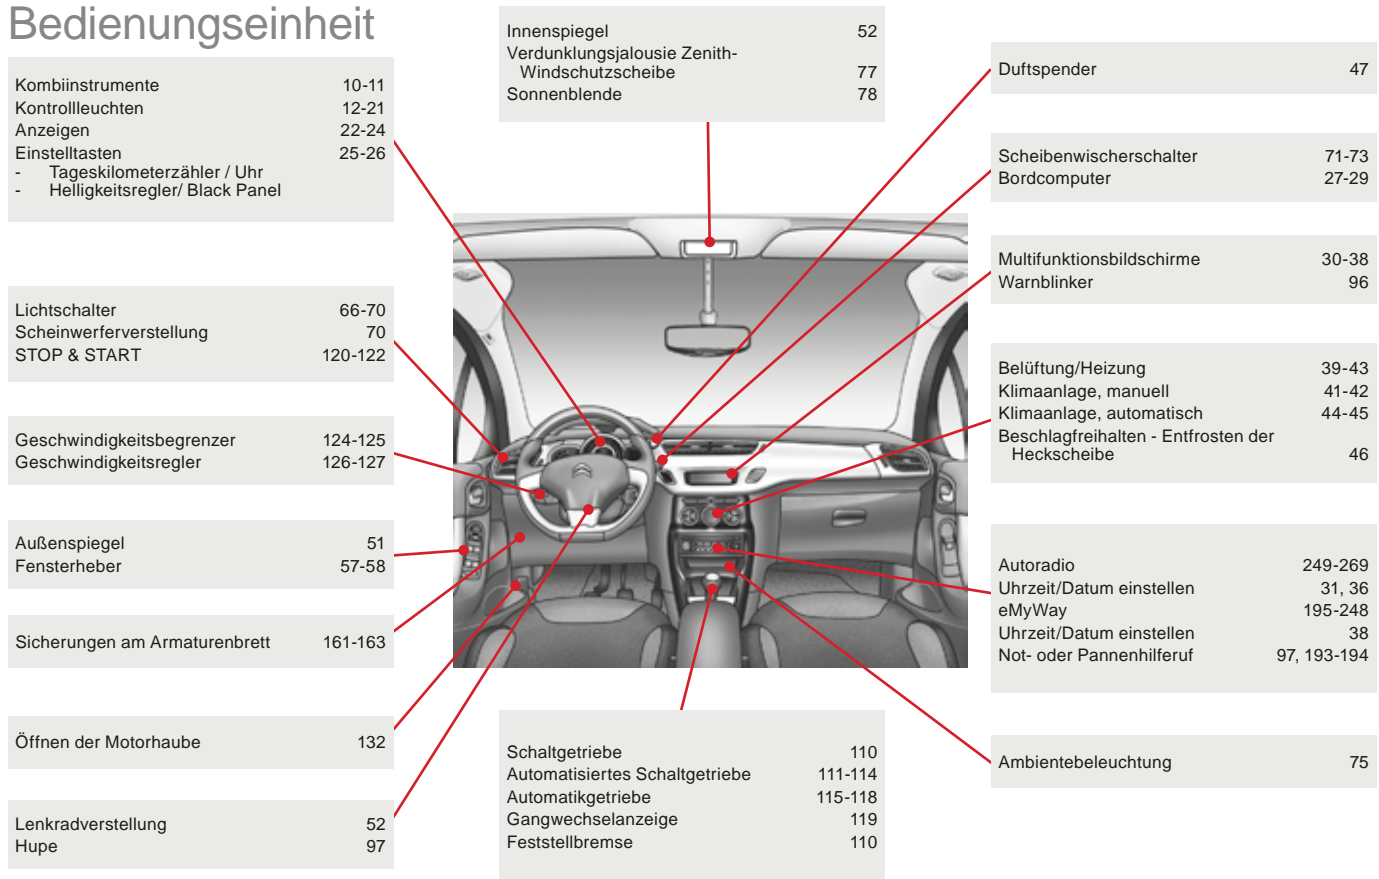 Bedienungseinheit
Kombiinstrumente 10-11
Kontrollleuchten 12-21
Anzeigen 22-24
Einstelltasten 25-26
- Tageskilometerzähler / Uhr
- Helligkeitsregler/ Black Panel
Lichtschalter 66-70
Scheinwerferverstellung 70
STOP & START 120-122
Geschwindigkeitsbegrenzer 124-125
Geschwindigkeitsregler 126-127
Außenspiegel 51
Fensterheber 57-58
Sicherungen am Armaturenbrett 161-163
Öffnen der Motorhaube 132
Lenkradverstellung 52
Hupe 97
Innenspiegel 52
Verdunklungsjalousie Zenith-
Windschutzscheibe 77
Sonnenblende 78
Schaltgetriebe 110
Automatisiertes Schaltgetriebe 111-114
Automatikgetriebe 115-118
Gangwechselanzeige 119
Feststellbremse 110
Duftspender 47
Scheibenwischerschalter 71-73
Bordcomputer 27-29
Multifunktionsbildschirme 30-38
Warnblinker 96
Belüftung/Heizung 39-43
Klimaanlage, manuell 41-42
Klimaanlage, automatisch 44-45
Beschlagfreihalten - Entfrosten der
Heckscheibe 46
Autoradio 249-269
Uhrzeit/Datum einstellen 31, 36
eMyWay 195-248
Uhrzeit/Datum einstellen 38
Not- oder Pannenhilferuf 97, 193-194
Ambientebeleuchtung 75